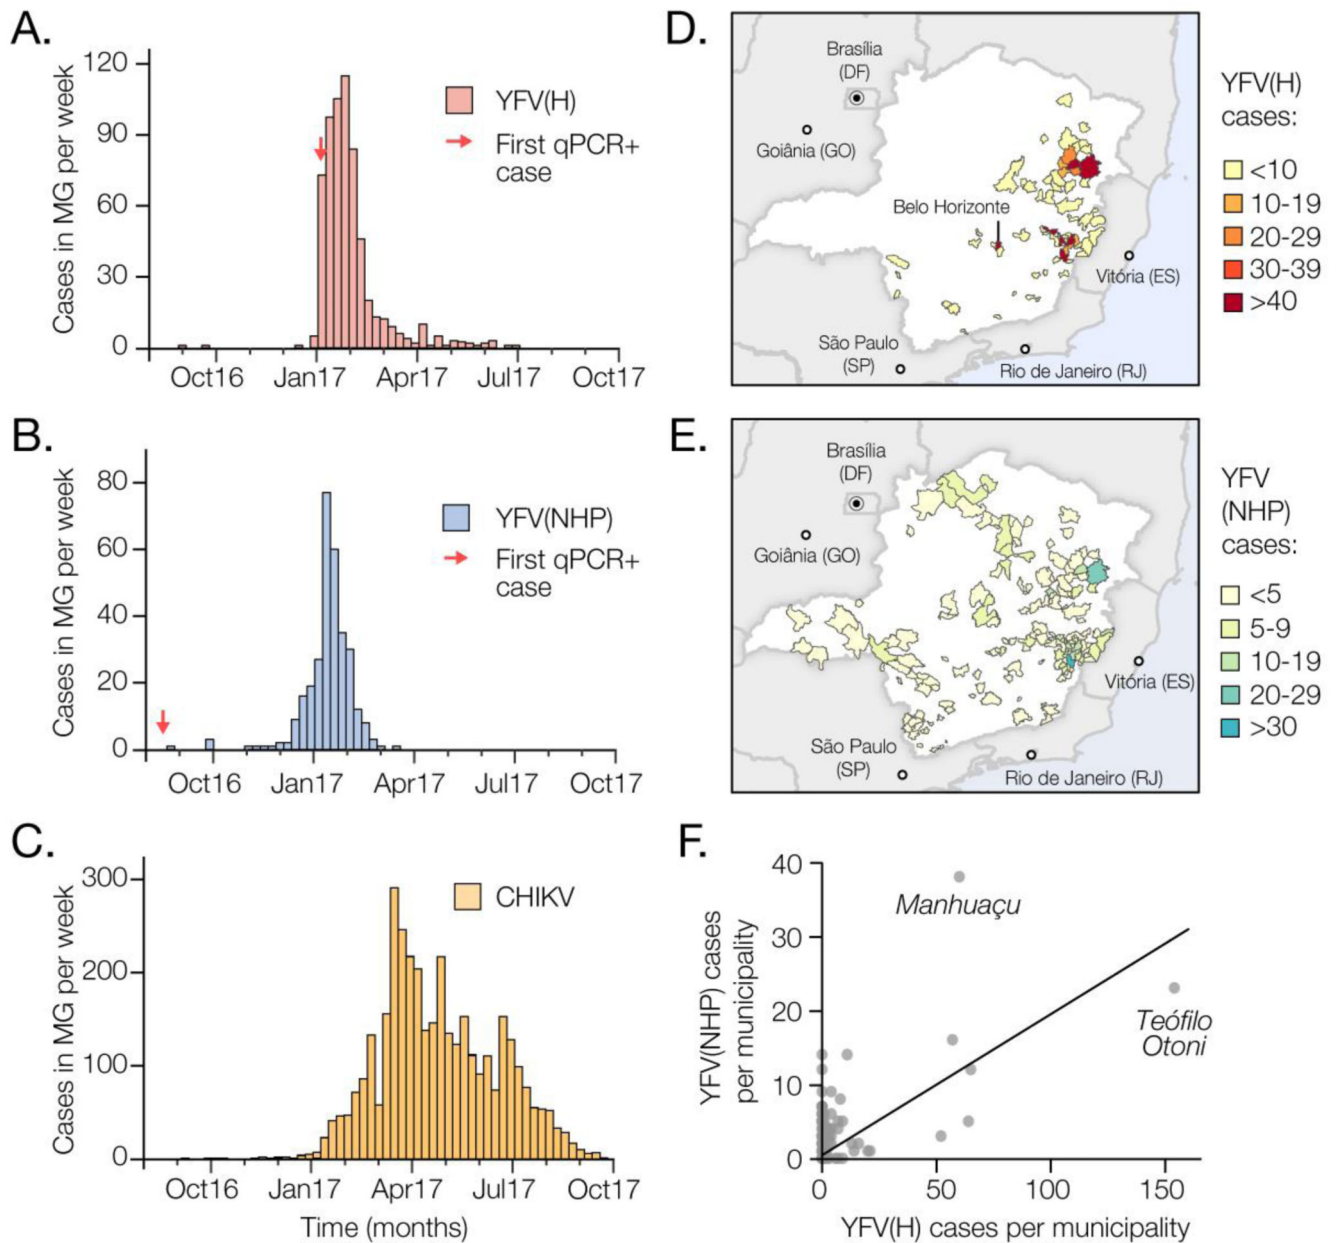 A.
Cases in MG per week
120
90
60
30
0
YFV(H)
First qPCR+
case
Oct16 Jan17 Apr17 Jul17 Oct17
B.
Cases in MG per week
80
60
40
20
0
YFV(NHP)
First qPCR+
case
Oct16 Jan17 Apr17 Jul17 Oct17
C.
Cases in MG per week
300
200
100
0
CHIKV
Oct16 Jan17 Apr17 Jul17 Oct17
Time (months)
D.
Brasília
(DF)
Goiânia (GO)
Belo Horizonte
Vitória (ES)
São Paulo
(SP)
Rio de Janeiro (RJ)
YFV(H)
cases:
<10
10-19
20-29
30-39
>40
E.
Brasília
(DF)
Goiânia (GO)
Vitória (ES)
São Paulo
(SP)
Rio de Janeiro (RJ)
YFV
(NHP)
cases:
<5
5-9
10-19
20-29
>30
F.
YFV(NHP) cases
per municipality
40
30
20
10
0
Manhuaçu
Teófilo
Otoni
0 50 100 150
YFV(H) cases per municipality